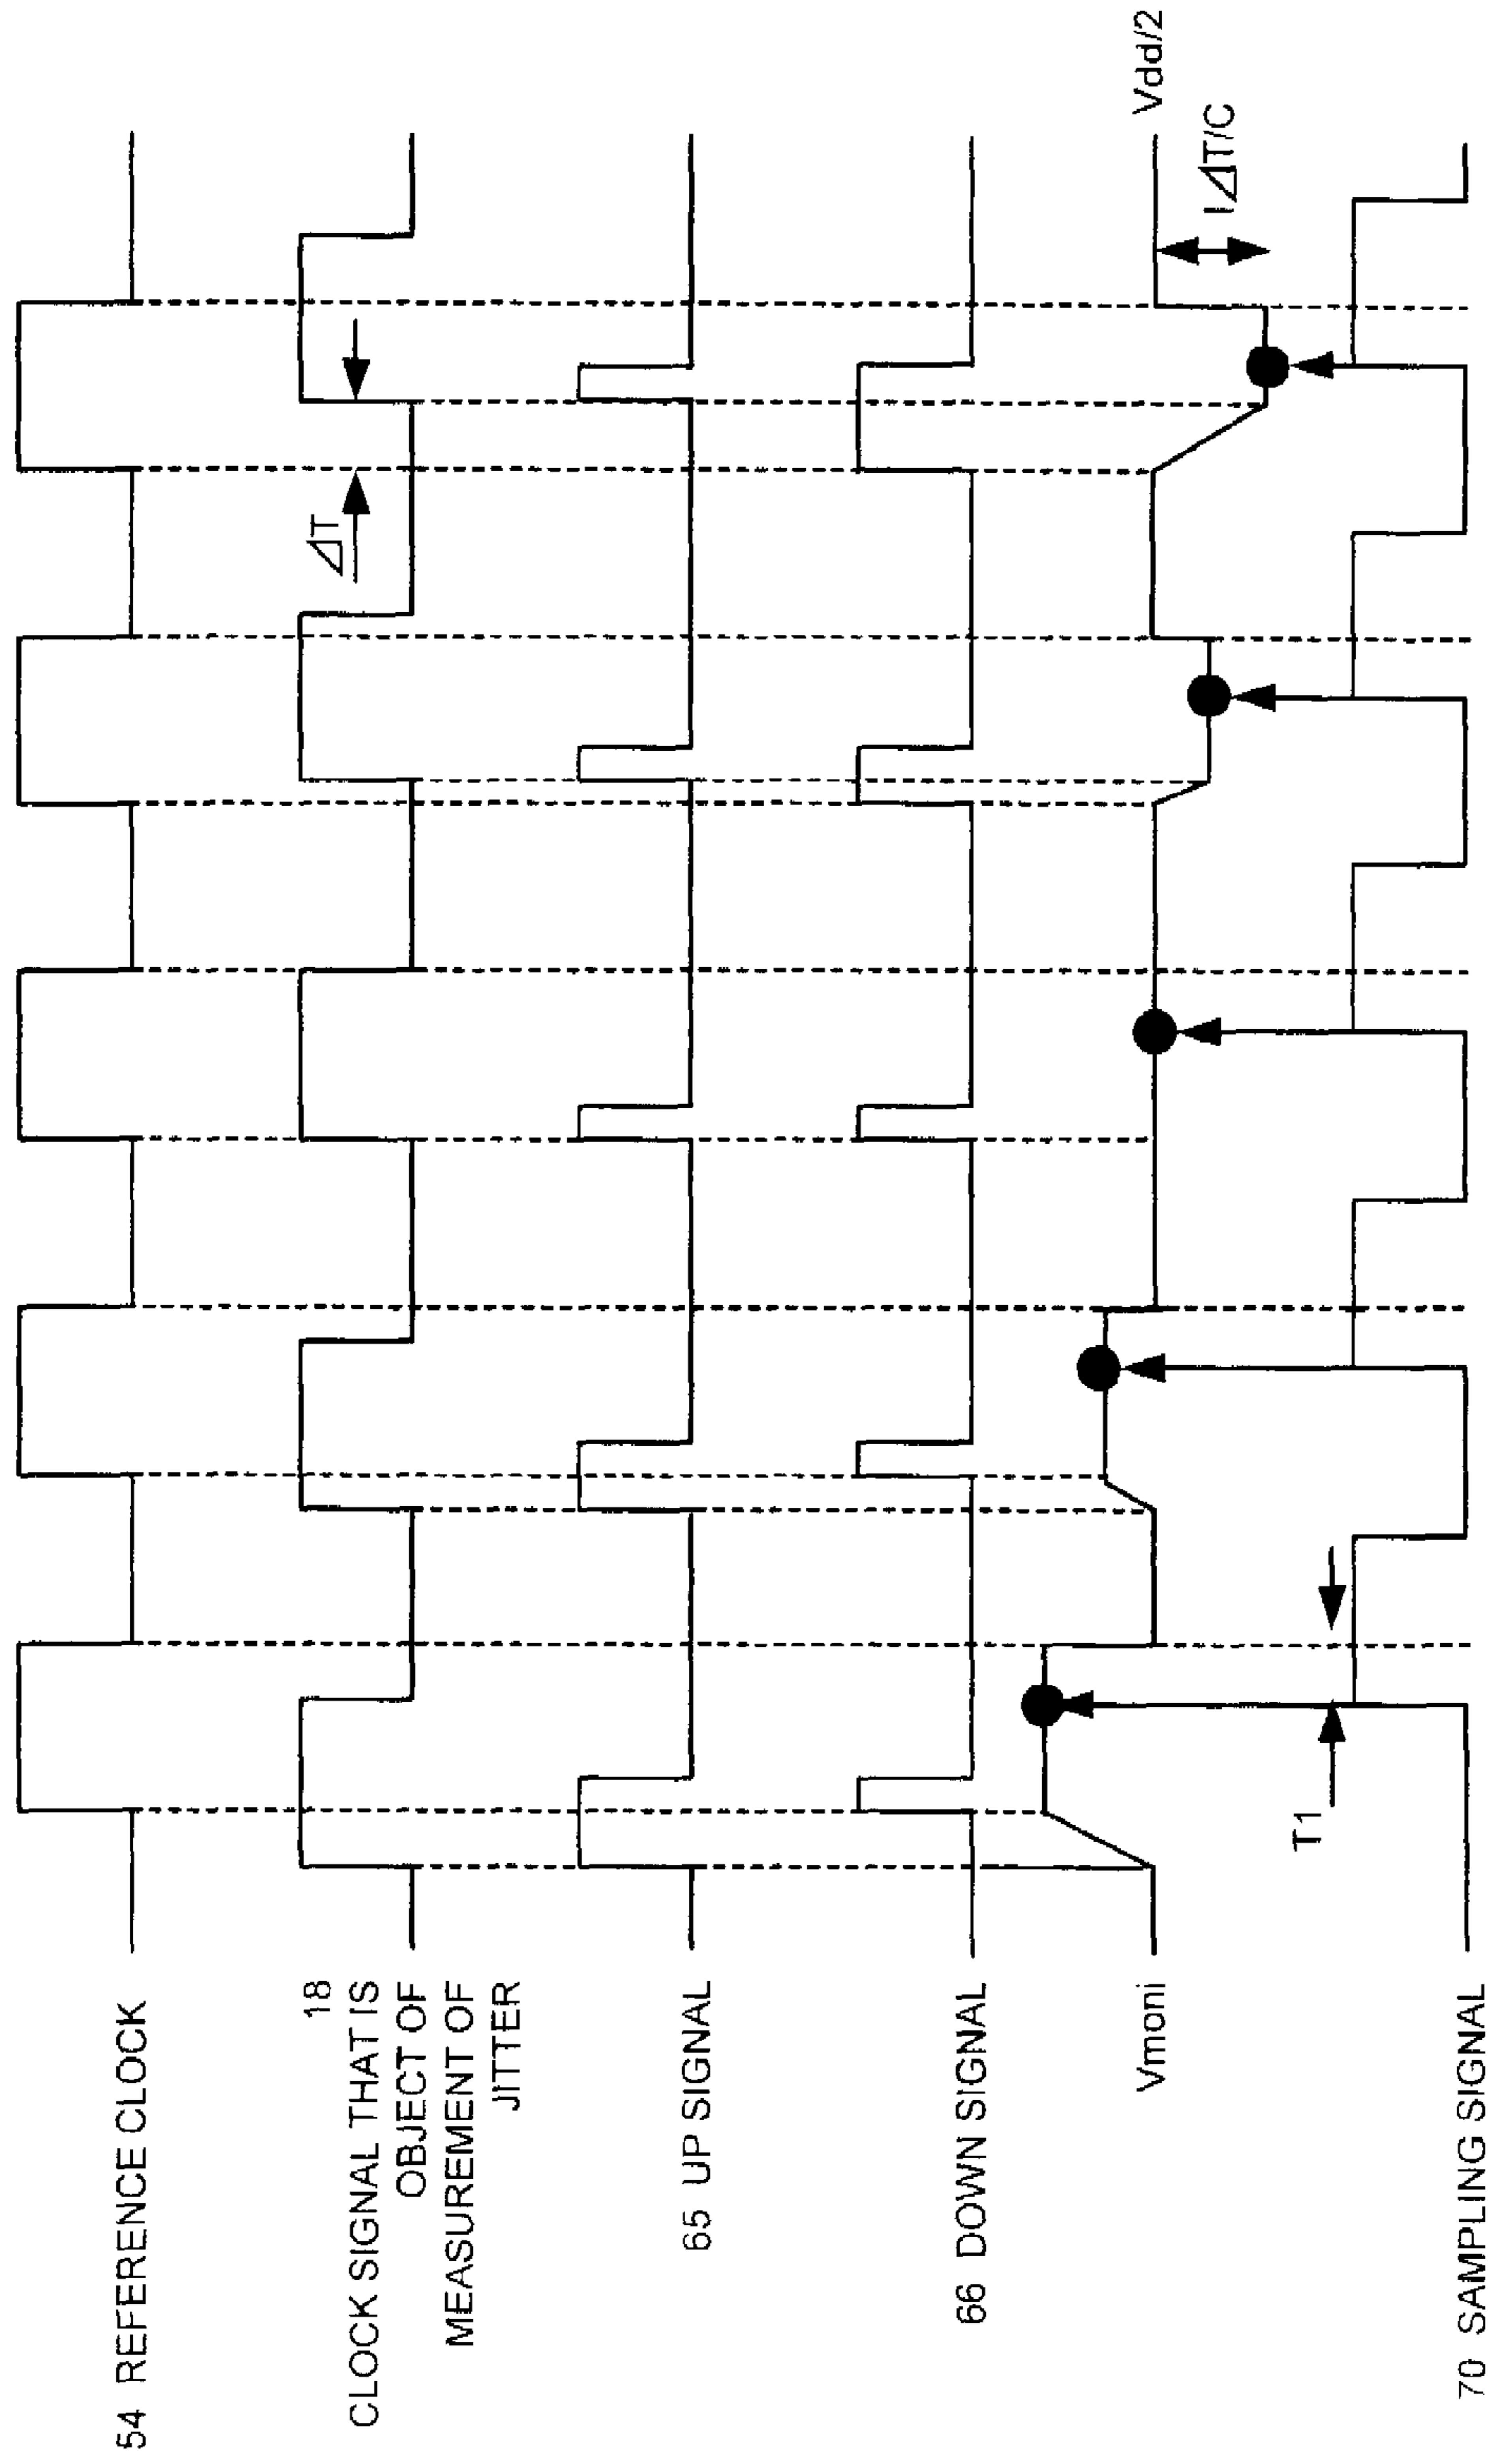 54 REFERENCE CLOCK
18
CLOCK SIGNAL THAT IS
OBJECT OF
MEASUREMENT OF
JITTER
ΔT
65 UP SIGNAL
66 DOWN SIGNAL
Vmoni
Vdd/2
IΔT/C
T1
70 SAMPLING SIGNAL